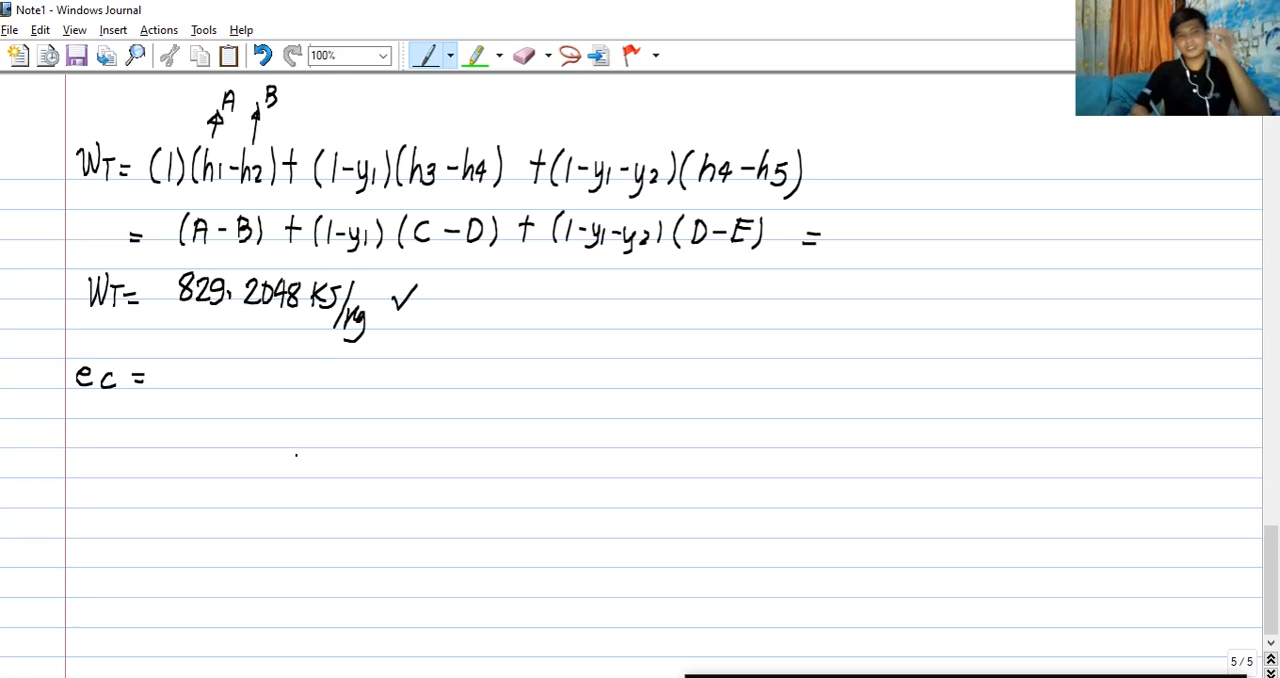 Note1 - Windows Journal
File Edit View Insert Actions Tools Help
100%
A B
WT= (1)(h1-h2)+(1-y1)(h3-h4) +(1-y1-y2)(h4-h5)
= (A-B) +(1-y1)(C-D)+(1-y1-y2)(D-E) =
WT= 829.2048 KJ/kg ✓
ec =
5 / 5